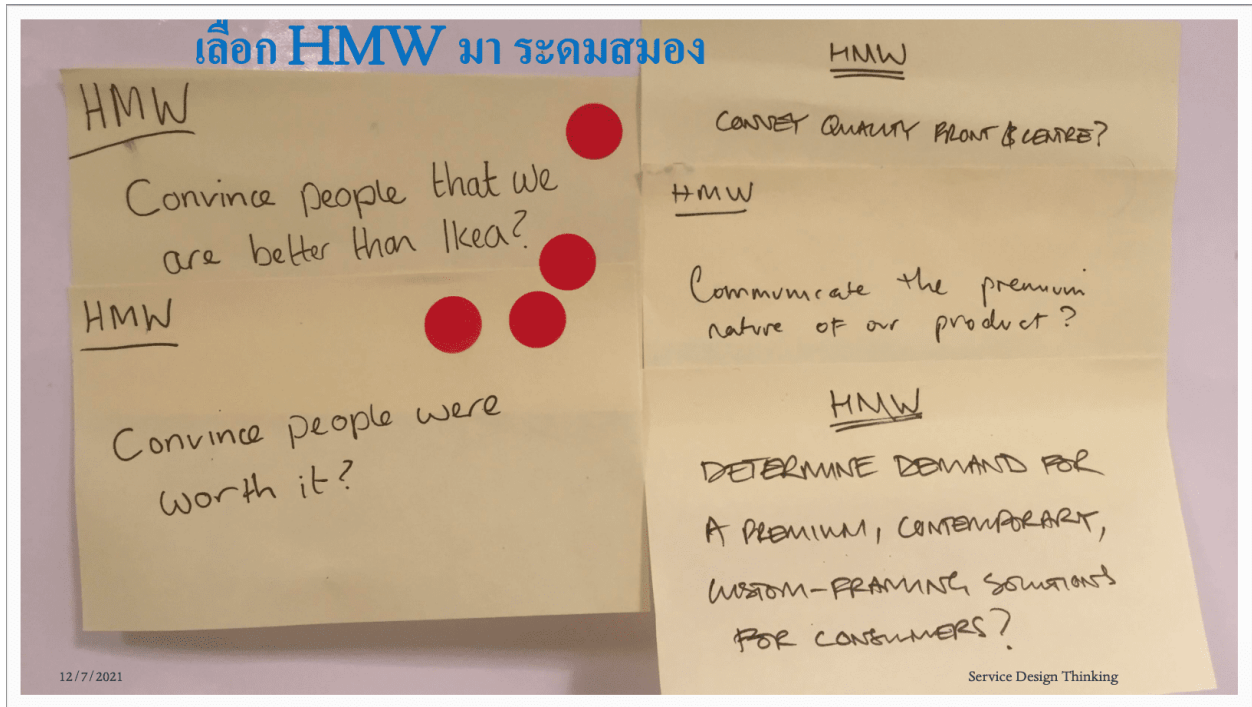 เลือก HMW มา ระดมสมอง
HMW
Convince people that we
are better than Ikea?
HMW
Convince people were
worth it?
HMW
CONVEY QUALITY FRONT & CENTRE?
HMW
Communicate the premium
nature of our product?
HMW
DETERMINE DEMAND FOR
A PREMIUM, CONTEMPORARY,
CUSTOM-FRAMING SOLUTIONS
FOR CONSUMERS?
12/7/2021
Service Design Thinking